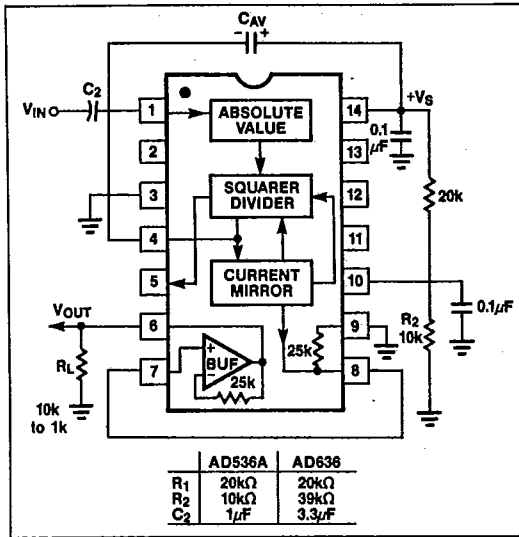 CAV
− +
C2
+VS
VIN
1
14
ABSOLUTE
VALUE
0.1
µF
2
13
20k
3
SQUARER
DIVIDER
12
4
11
5
CURRENT
MIRROR
10
VOUT
6
9
0.1µF
R2
10k
25k
+
BUF
−
7
8
RL
25k
10k
to 1k
AD536A AD636
R1 20kΩ 20kΩ
R2 10kΩ 39kΩ
C2 1µF 3.3µF